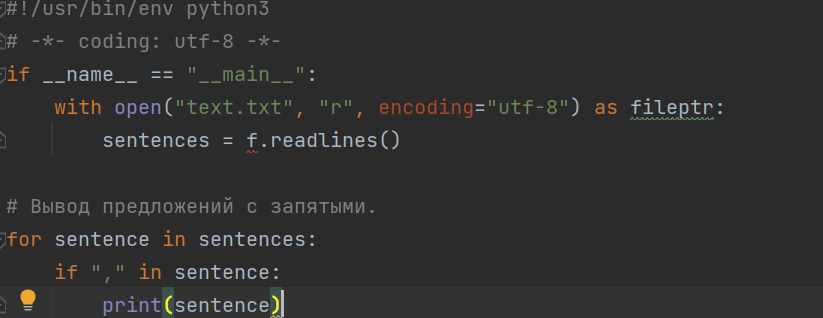 #!/usr/bin/env python3
# -*- coding: utf-8 -*-
if __name__ == "__main__":
    with open("text.txt", "r", encoding="utf-8") as fileptr:
        sentences = f.readlines()

# Вывод предложений с запятыми.
for sentence in sentences:
    if "," in sentence:
        print(sentence)